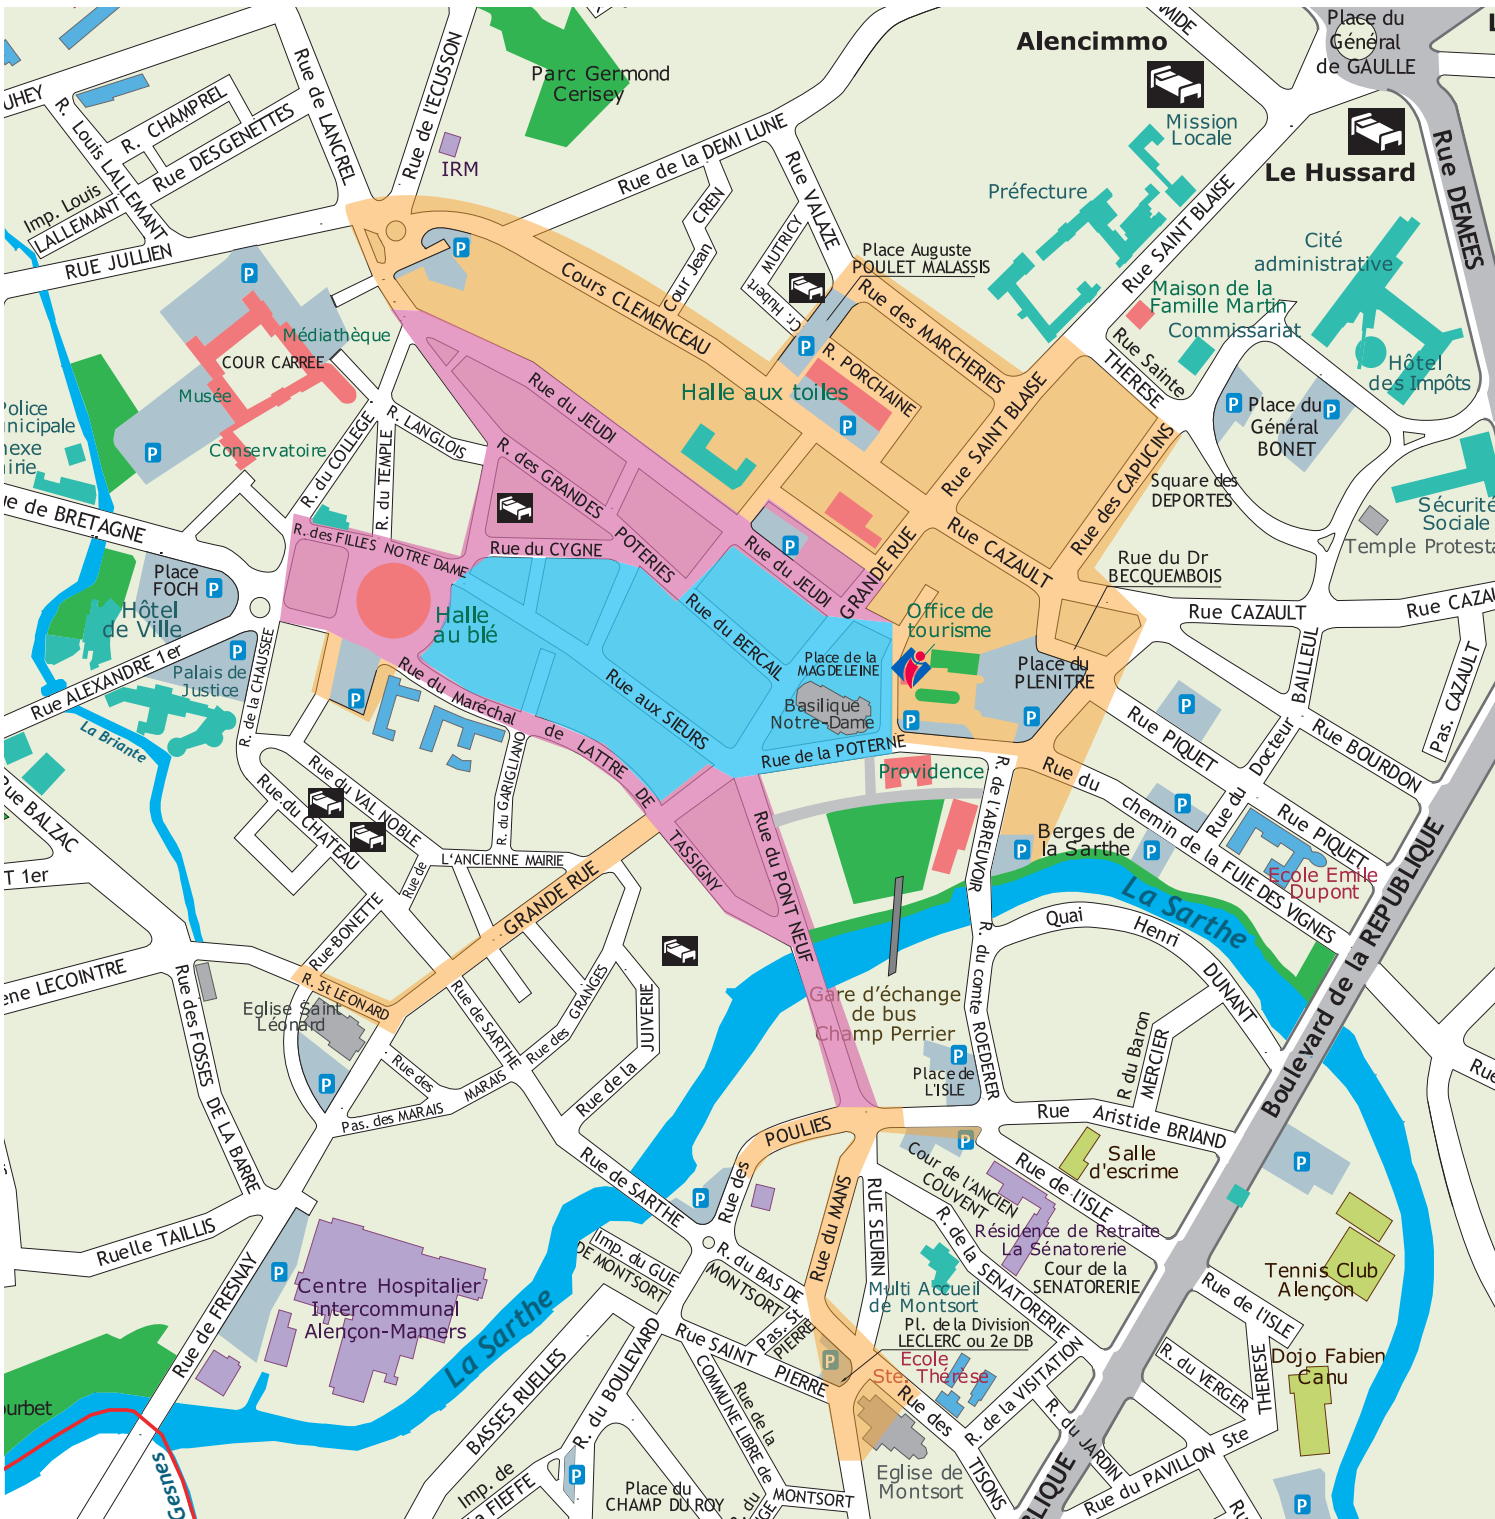 Alencimmo
MIDE
Place du
Général
de GAULLE
L
Parc Germond
Cerisey
Rue de l'ECUSSON
Rue de LANCREL
UHEY
R. Louis LALLEMANT
R. CHAMPREL
Rue DESGENETTES
Imp. Louis
LALLEMANT
RUE JULLIEN
IRM
Rue de la DEMI LUNE
Mission
Locale
Le Hussard
Rue DEMEES
Préfecture
Rue SAINT BLAISE
Cité
administrative
Rue VALAZE
Cour Jean CREN
Cr. Hubert MUTRICY
Place Auguste
POULET MALASSIS
Cours CLEMENCEAU
Rue des MARCHERIES
Maison de la
Famille Martin
Commissariat
Rue Sainte
THERESE
Hôtel
des Impôts
P
P
Médiathèque
COUR CARREE
Musée
Conservatoire
P
P
R. PORCHAINE
Halle aux toiles
P
Rue SAINT BLAISE
P
Place du
Général
BONET
P
Police
nicipale
nexe
irie
R. du COLLEGE
R. du TEMPLE
R. LANGLOIS
Rue du JEUDI
R. des GRANDES
POTERIES
Rue des CAPUCINS
Square des
DEPORTES
Sécurité
Sociale
Temple Protesta
ue de BRETAGNE
R. des FILLES NOTRE DAME
Rue du CYGNE
P
Rue du JEUDI
GRANDE RUE
Rue CAZAULT
Rue du Dr
BECQUEMBOIS
Rue CAZAULT
Rue CAZAU
Place
FOCH
P
Hôtel
de Ville
Halle
au blé
Rue du BERCAIL
Office de
tourisme
Place de la
MAGDELEINE
Place du
PLENITRE
P
P
Rue ALEXANDRE 1er
P
Palais de
Justice
R. de la CHAUSSEE
P
Rue du Maréchal
de LATTRE
DE
TASSIGNY
Rue aux SIEURS
Basilique
Notre-Dame
Rue de la POTERNE
BAILLEUL
Docteur
Rue du
P
Rue PIQUET
Rue BOURDON
Pas. CAZAULT
La Briante
Rue BALZAC
T 1er
Rue du VAL NOBLE
Rue du CHATEAU
R. du GARIGLIANO
Providence
R. de l'ABREUVOIR
Rue du
chemin de la FUIE DES VIGNES
P
Rue PIQUET
Berges de
la Sarthe
P
P
Ecole Emile
Dupont
Rue de
L'ANCIENNE MAIRIE
GRANDE RUE
Rue du PONT NEUF
La Sarthe
Quai
Henri
DUNANT
Boulevard de la REPUBLIQUE
ene LECOINTRE
Rue BONETTE
R. St LEONARD
Eglise Saint
Léonard
P
Rue des FOSSES DE LA BARRE
Rue de SARTHE
Rue des GRANGES
JUIVERIE
Rue de la
Rue des
MARAIS
Pas. des MARAIS
Gare d'échange
de bus
Champ Perrier
R. du comte ROEDERER
P
Place de
L'ISLE
R du Baron
MERCIER
Rue
Rue
Aristide BRIAND
POULIES
Rue des
P
Salle
d'escrime
Cour de l'ANCIEN
COUVENT
Rue de l'ISLE
P
Rue de SARTHE
P
Rue du MANS
RUE SEURIN
Résidence de Retraite
La Sénatorerie
Cour de la
SENATORERIE
R. de la SENATORERIE
Ruelle TAILLIS
P
Rue de FRESNAY
Centre Hospitalier
Intercommunal
Alençon-Mamers
Imp. du GUE
DE MONTSORT
R. du BAS DE
MONTSORT
Pas. St
PIERRE
Multi Accueil
de Montsort
Pl. de la Division
LECLERC ou 2e DB
Tennis Club
Alençon
Rue de l'ISLE
La Sarthe
Rue SAINT
PIERRE
P
Ecole
Ste. Thérèse
Rue des
TISONS
R. de la VISITATION
R. du VERGER
THERESE
Dojo Fabien
Canu
ourbet
Gesnes
BASSES RUELLES
R. du BOULEVARD
Rue de la
COMMUNE LIBRE de
MONTSORT
R. du JARDIN
Rue du PAVILLON Ste
Imp. de
la FIEFFE
P
Place du
CHAMP DU ROY
du
Eglise de
Montsort
BLIQUE
P